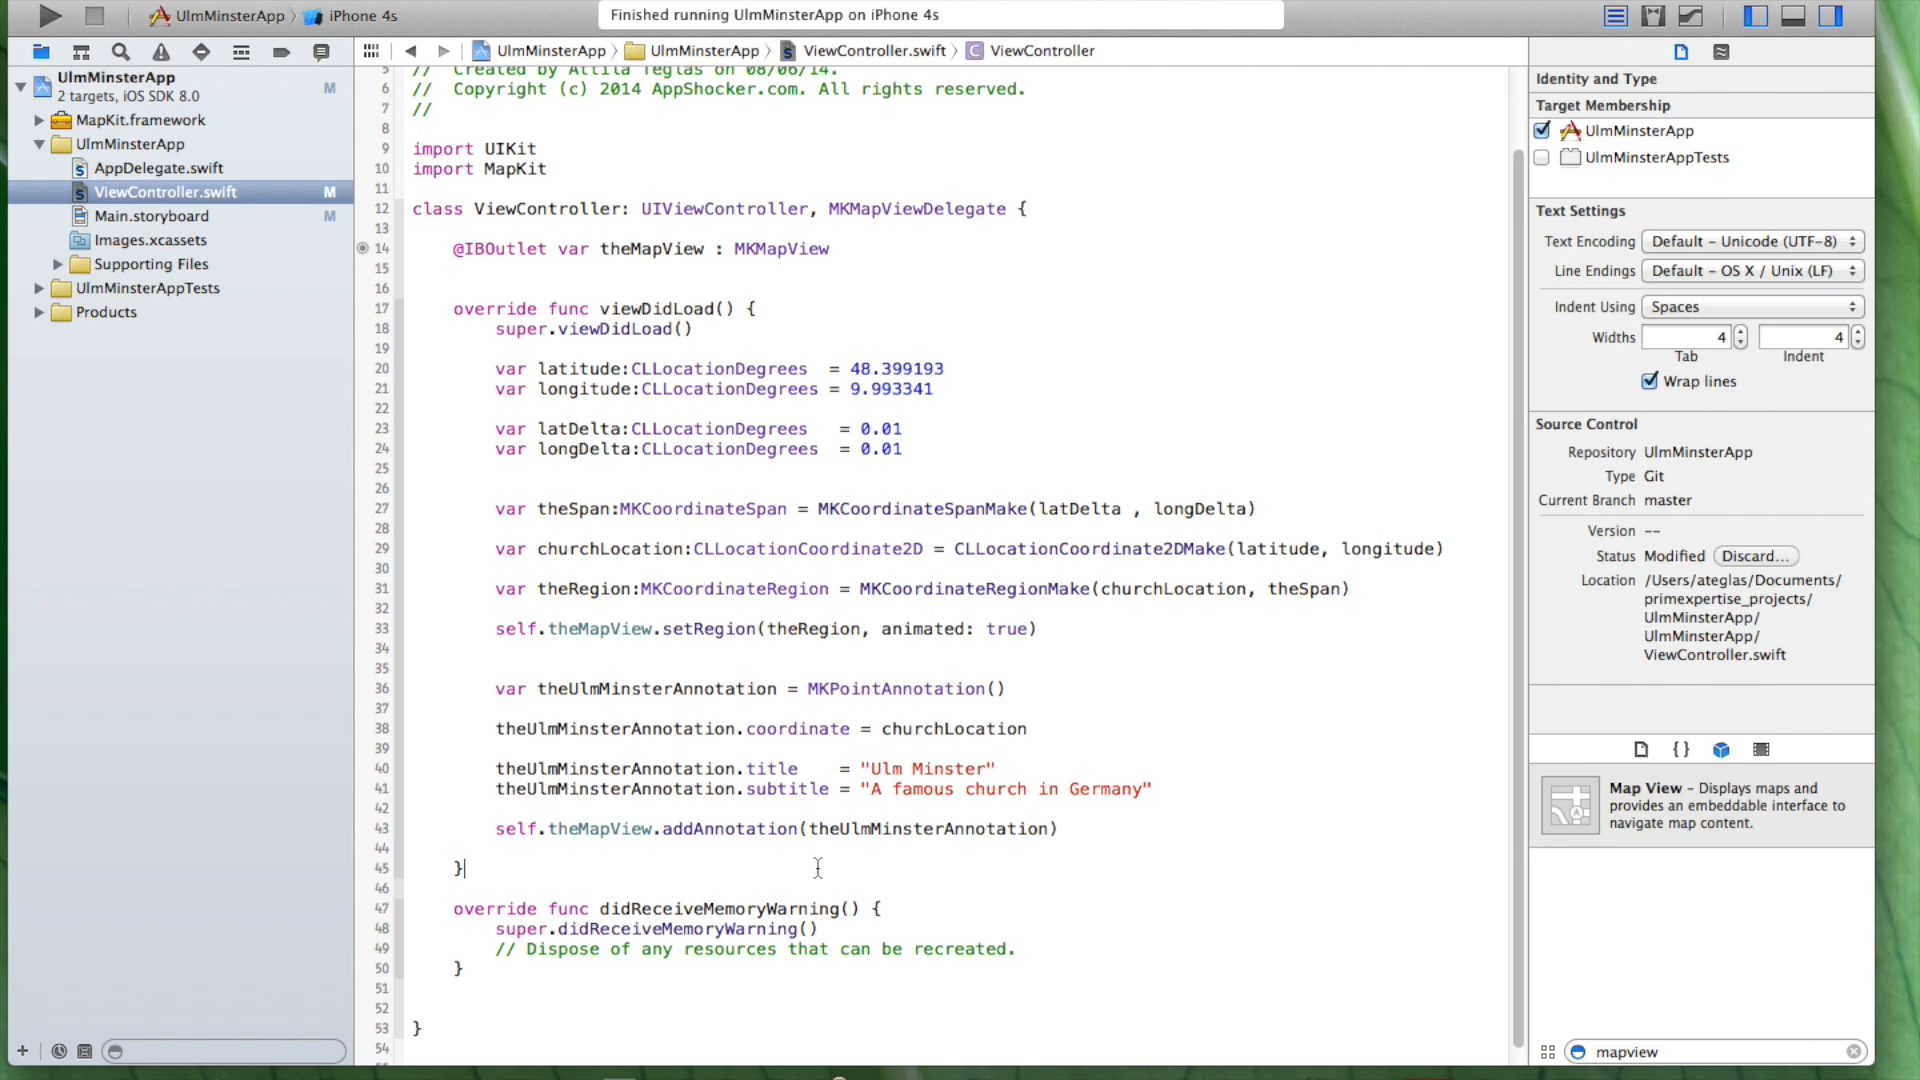 UlmMinsterApp
iPhone 4s
Finished running UlmMinsterApp on iPhone 4s
UlmMinsterApp
UlmMinsterApp
ViewController.swift
C
ViewController
UlmMinsterApp
2 targets, iOS SDK 8.0
M
MapKit.framework
UlmMinsterApp
AppDelegate.swift
ViewController.swift
M
Main.storyboard
M
Images.xcassets
Supporting Files
UlmMinsterAppTests
Products
5 // Created by Attila Teglas on 08/06/14.
6 // Copyright (c) 2014 AppShocker.com. All rights reserved.
7 //
8
9 import UIKit
10 import MapKit
11
12 class ViewController: UIViewController, MKMapViewDelegate {
13
14 @IBOutlet var theMapView : MKMapView
15
16
17 override func viewDidLoad() {
18 super.viewDidLoad()
19
20 var latitude:CLLocationDegrees = 48.399193
21 var longitude:CLLocationDegrees = 9.993341
22
23 var latDelta:CLLocationDegrees = 0.01
24 var longDelta:CLLocationDegrees = 0.01
25
26
27 var theSpan:MKCoordinateSpan = MKCoordinateSpanMake(latDelta , longDelta)
28
29 var churchLocation:CLLocationCoordinate2D = CLLocationCoordinate2DMake(latitude, longitude)
30
31 var theRegion:MKCoordinateRegion = MKCoordinateRegionMake(churchLocation, theSpan)
32
33 self.theMapView.setRegion(theRegion, animated: true)
34
35
36 var theUlmMinsterAnnotation = MKPointAnnotation()
37
38 theUlmMinsterAnnotation.coordinate = churchLocation
39
40 theUlmMinsterAnnotation.title = "Ulm Minster"
41 theUlmMinsterAnnotation.subtitle = "A famous church in Germany"
42
43 self.theMapView.addAnnotation(theUlmMinsterAnnotation)
44
45 }
46
47 override func didReceiveMemoryWarning() {
48 super.didReceiveMemoryWarning()
49 // Dispose of any resources that can be recreated.
50 }
51
52
53 }
54
Identity and Type
Target Membership
UlmMinsterApp
UlmMinsterAppTests
Text Settings
Text Encoding Default - Unicode (UTF-8)
Line Endings Default - OS X / Unix (LF)
Indent Using Spaces
Widths 4 4
Tab Indent
Wrap lines
Source Control
Repository UlmMinsterApp
Type Git
Current Branch master
Version --
Status Modified Discard...
Location /Users/ateglas/Documents/
primexpertise_projects/
UlmMinsterApp/
UlmMinsterApp/
ViewController.swift
{ }
Map View - Displays maps and
provides an embeddable interface to
navigate map content.
mapview